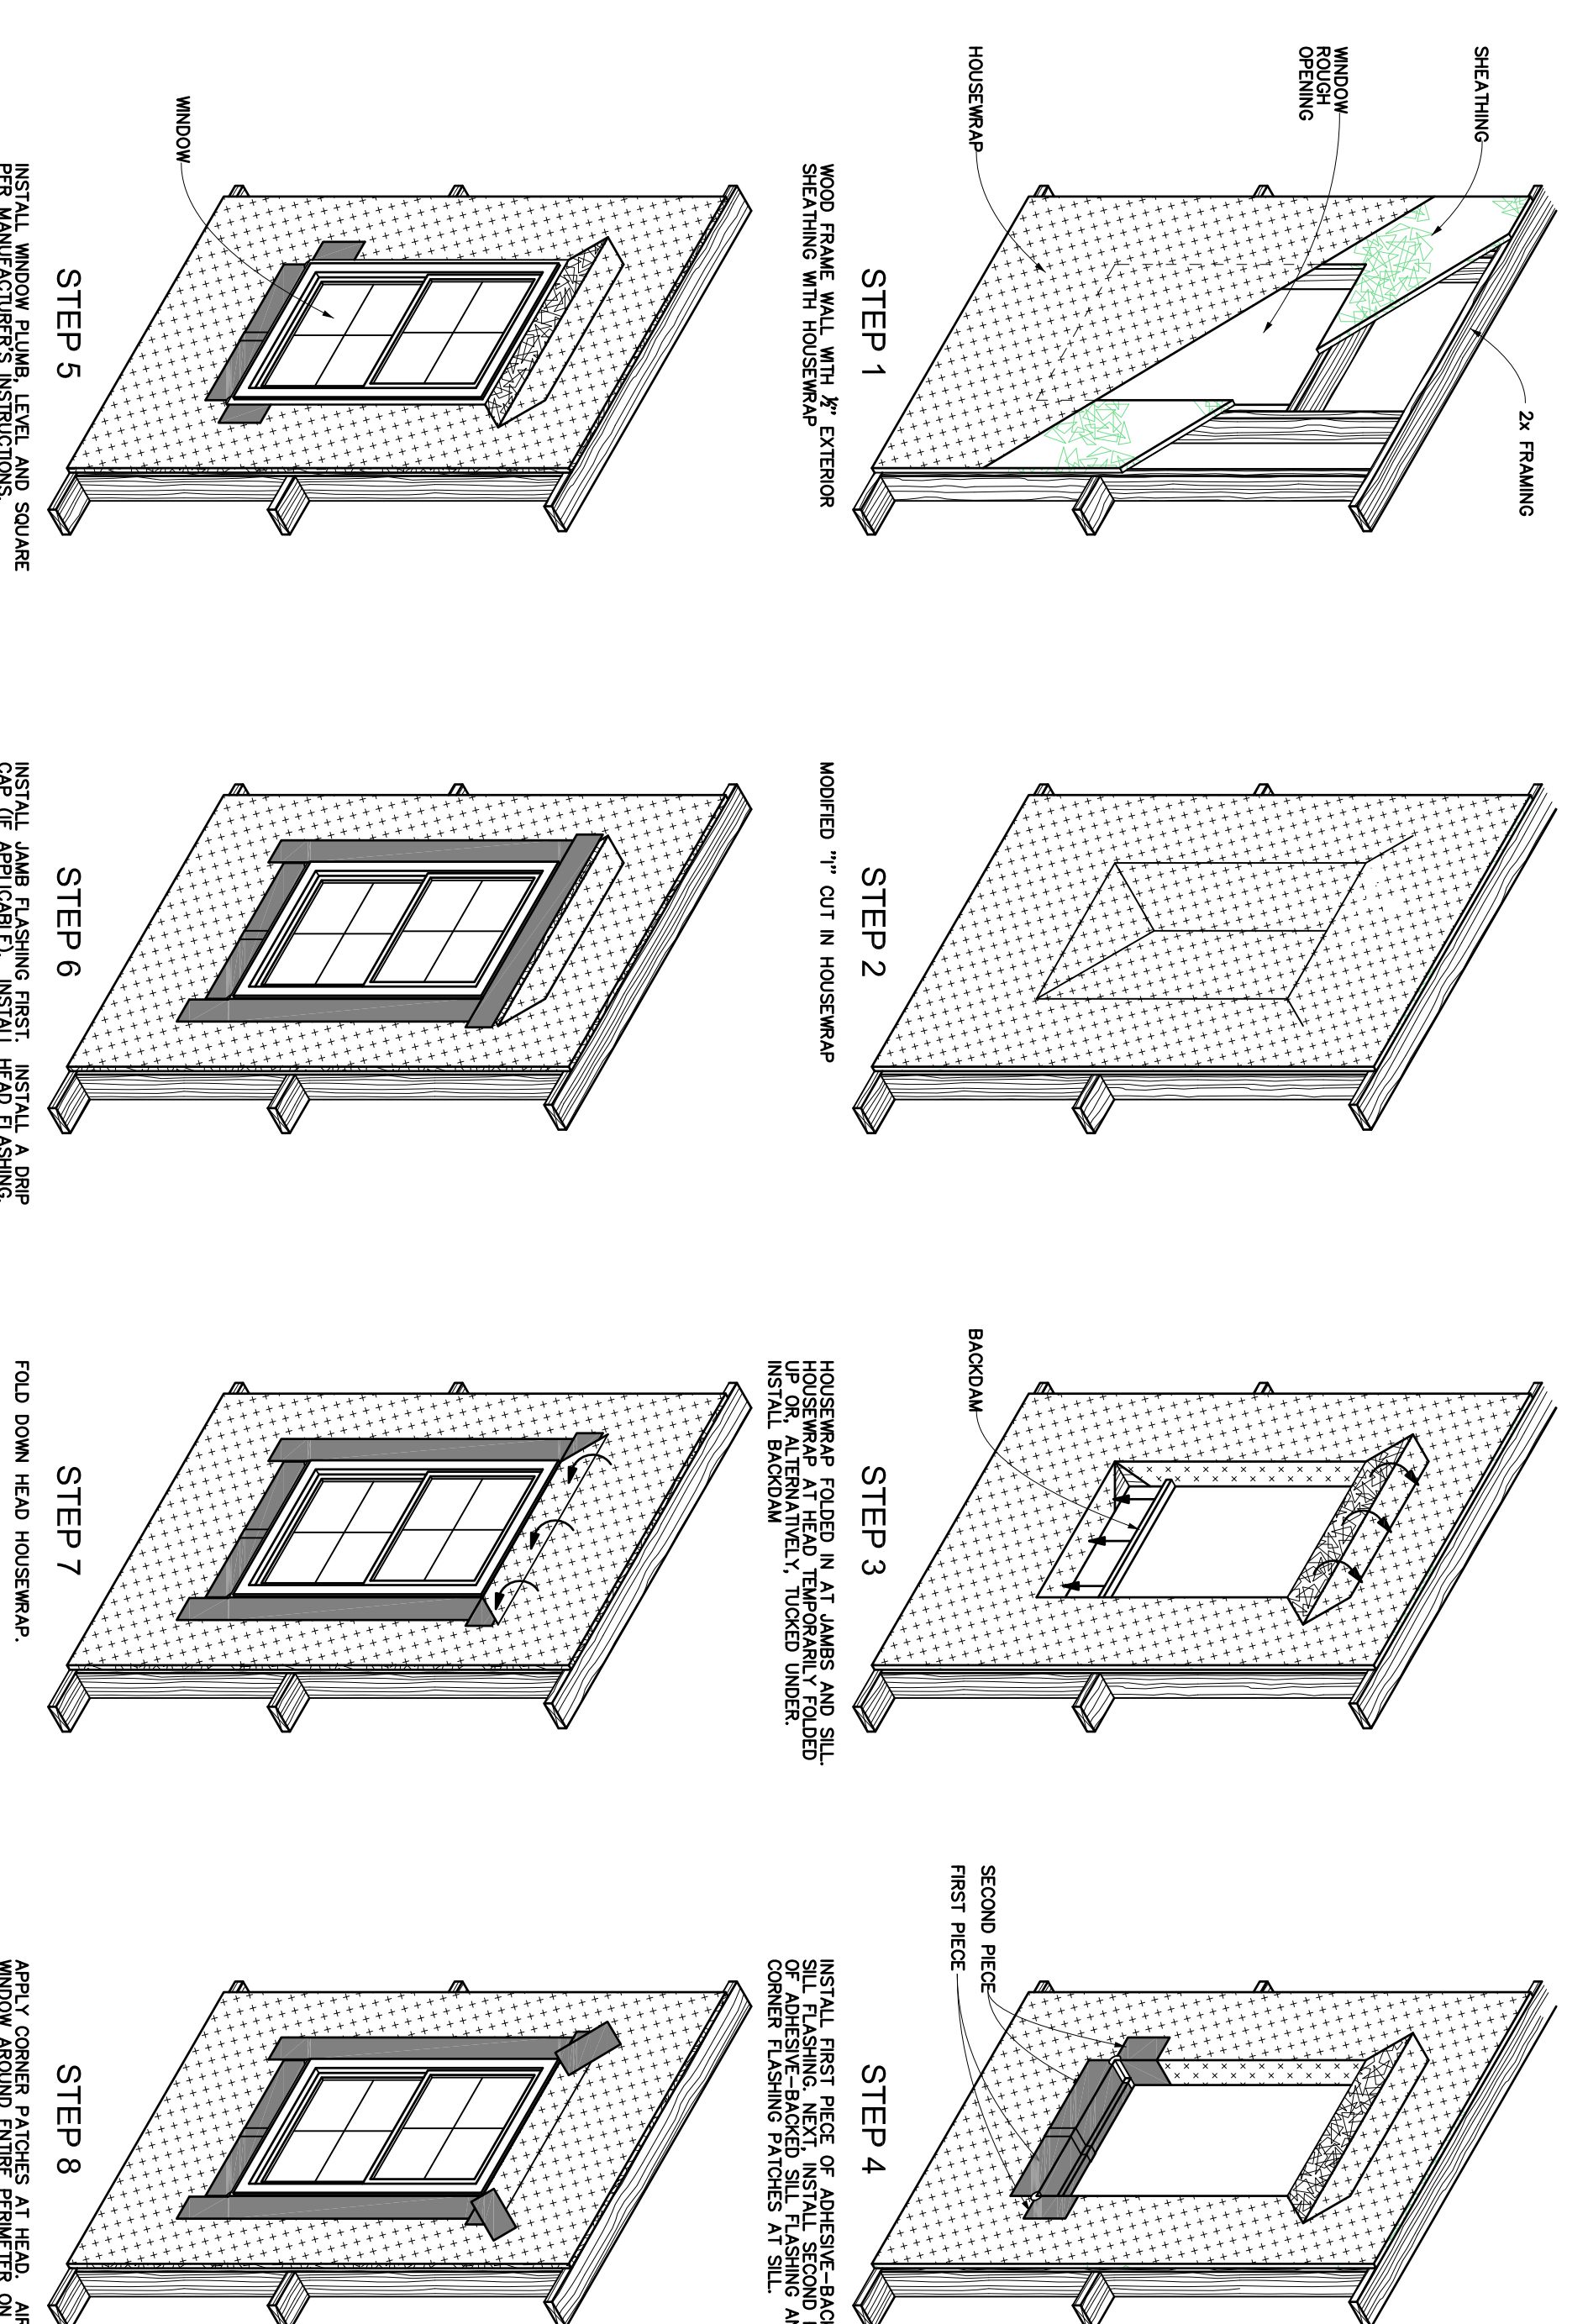 SHEATHING
WINDOW
ROUGH
OPENING
HOUSEWRAP
2x FRAMING
STEP 1
WOOD FRAME WALL WITH ½" EXTERIOR
SHEATHING WITH HOUSEWRAP
STEP 2
MODIFIED "I" CUT IN HOUSEWRAP
BACKDAM
STEP 3
HOUSEWRAP FOLDED IN AT JAMBS AND SILL.
HOUSEWRAP AT HEAD TEMPORARILY FOLDED
UP OR, ALTERNATIVELY, TUCKED UNDER.
INSTALL BACKDAM
SECOND PIECE
FIRST PIECE
STEP 4
INSTALL FIRST PIECE OF ADHESIVE-BACK
SILL FLASHING. NEXT, INSTALL SECOND
OF ADHESIVE-BACKED SILL FLASHING
CORNER FLASHING PATCHES AT SILL.
WINDOW
STEP 5
INSTALL WINDOW PLUMB, LEVEL AND SQUARE
PER MANUFACTURER'S INSTRUCTIONS.
STEP 6
INSTALL JAMB FLASHING FIRST. INSTALL A DRIP
CAP (IF APPLICABLE). INSTALL HEAD FLASHING.
STEP 7
FOLD DOWN HEAD HOUSEWRAP.
STEP 8
APPLY CORNER PATCHES AT HEAD. AIR
WINDOW AROUND ENTIRE PERIMETER ON